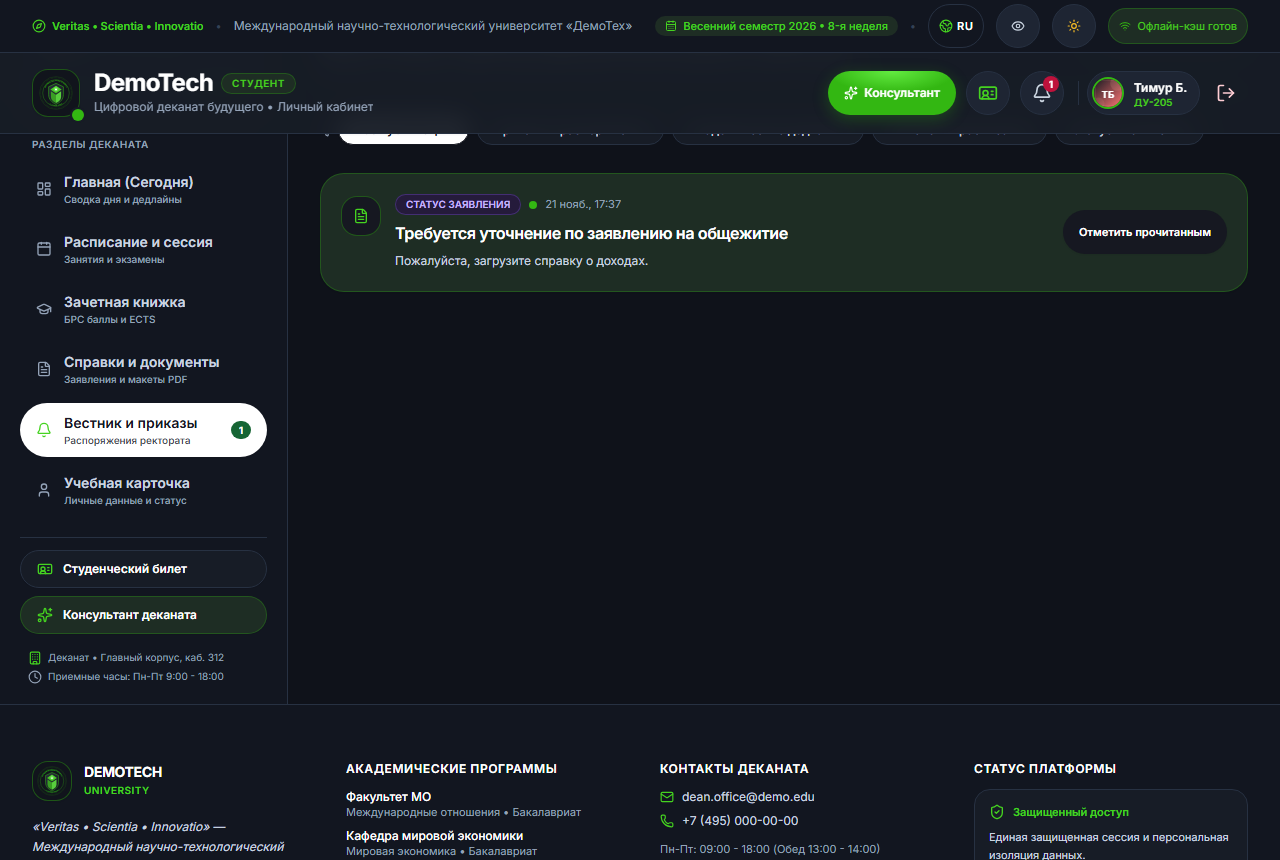 Veritas • Scientia • Innovatio • Международный научно-технологический университет «ДемоТех» Весенний семестр 2026 • 8-я неделя • RU Офлайн-кэш готов
DemoTech СТУДЕНТ
Цифровой деканат будущего • Личный кабинет
Консультант
1
ТБ
Тимур Б.
ДУ-205
РАЗДЕЛЫ ДЕКАНАТА
Главная (Сегодня)
Сводка дня и дедлайны
Расписание и сессия
Занятия и экзамены
Зачетная книжка
БРС баллы и ECTS
Справки и документы
Заявления и макеты PDF
Вестник и приказы
Распоряжения ректората
1
Учебная карточка
Личные данные и статус
Студенческий билет
Консультант деканата
Деканат • Главный корпус, каб. 312
Приемные часы: Пн-Пт 9:00 - 18:00
СТАТУС ЗАЯВЛЕНИЯ 21 нояб., 17:37
Требуется уточнение по заявлению на общежитие
Пожалуйста, загрузите справку о доходах.
Отметить прочитанным
DEMOTECH
UNIVERSITY
«Veritas • Scientia • Innovatio» —
Международный научно-технологический
АКАДЕМИЧЕСКИЕ ПРОГРАММЫ
Факультет МО
Международные отношения • Бакалавриат
Кафедра мировой экономики
Мировая экономика • Бакалавриат
КОНТАКТЫ ДЕКАНАТА
dean.office@demo.edu
+7 (495) 000-00-00
Пн-Пт: 09:00 - 18:00 (Обед 13:00 - 14:00)
СТАТУС ПЛАТФОРМЫ
Защищенный доступ
Единая защищенная сессия и персональная
изоляция данных.